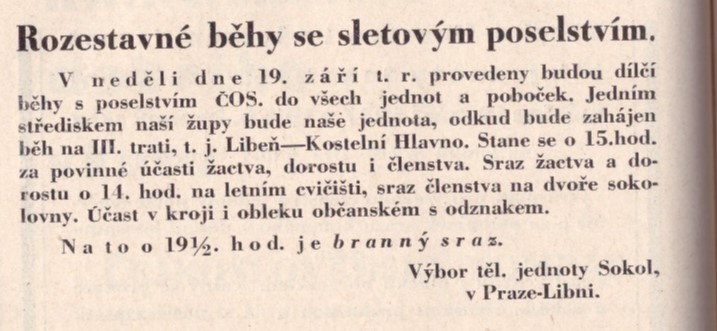 Rozestavné běhy se sletovým poselstvím.
V neděli dne 19. září t. r. provedeny budou dílčí
běhy s poselstvím ČOS. do všech jednot a poboček. Jedním
střediskem naší župy bude naše jednota, odkud bude zahájen
běh na III. trati, t. j. Libeň—Kostelní Hlavno. Stane se o 15.hod.
za povinné účasti žactva, dorostu i členstva. Sraz žactva a do-
rostu o 14. hod. na letním cvičišti, sraz členstva na dvoře soko-
lovny. Účast v kroji i obleku občanském s odznakem.
Na to o 19½. hod. je branný sraz.
Výbor těl. jednoty Sokol,
v Praze-Libni.